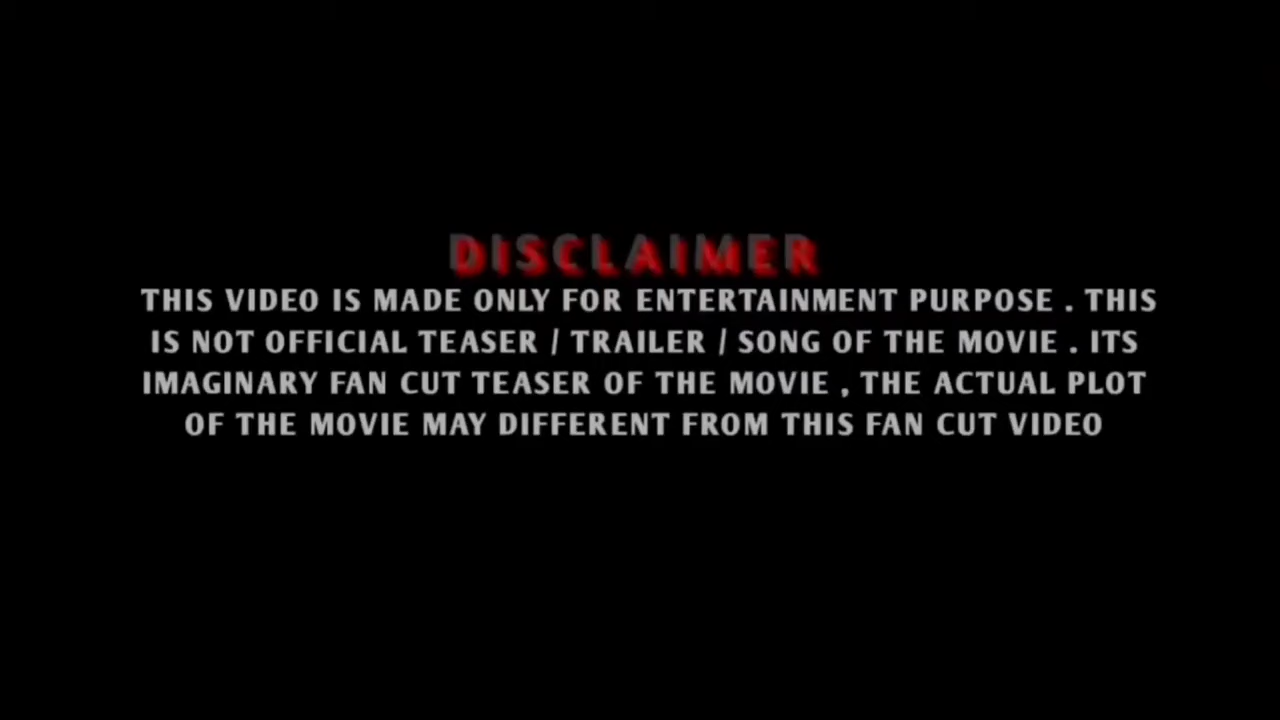 DISCLAIMER
THIS VIDEO IS MADE ONLY FOR ENTERTAINMENT PURPOSE . THIS
IS NOT OFFICIAL TEASER / TRAILER / SONG OF THE MOVIE . ITS
IMAGINARY FAN CUT TEASER OF THE MOVIE , THE ACTUAL PLOT
OF THE MOVIE MAY DIFFERENT FROM THIS FAN CUT VIDEO